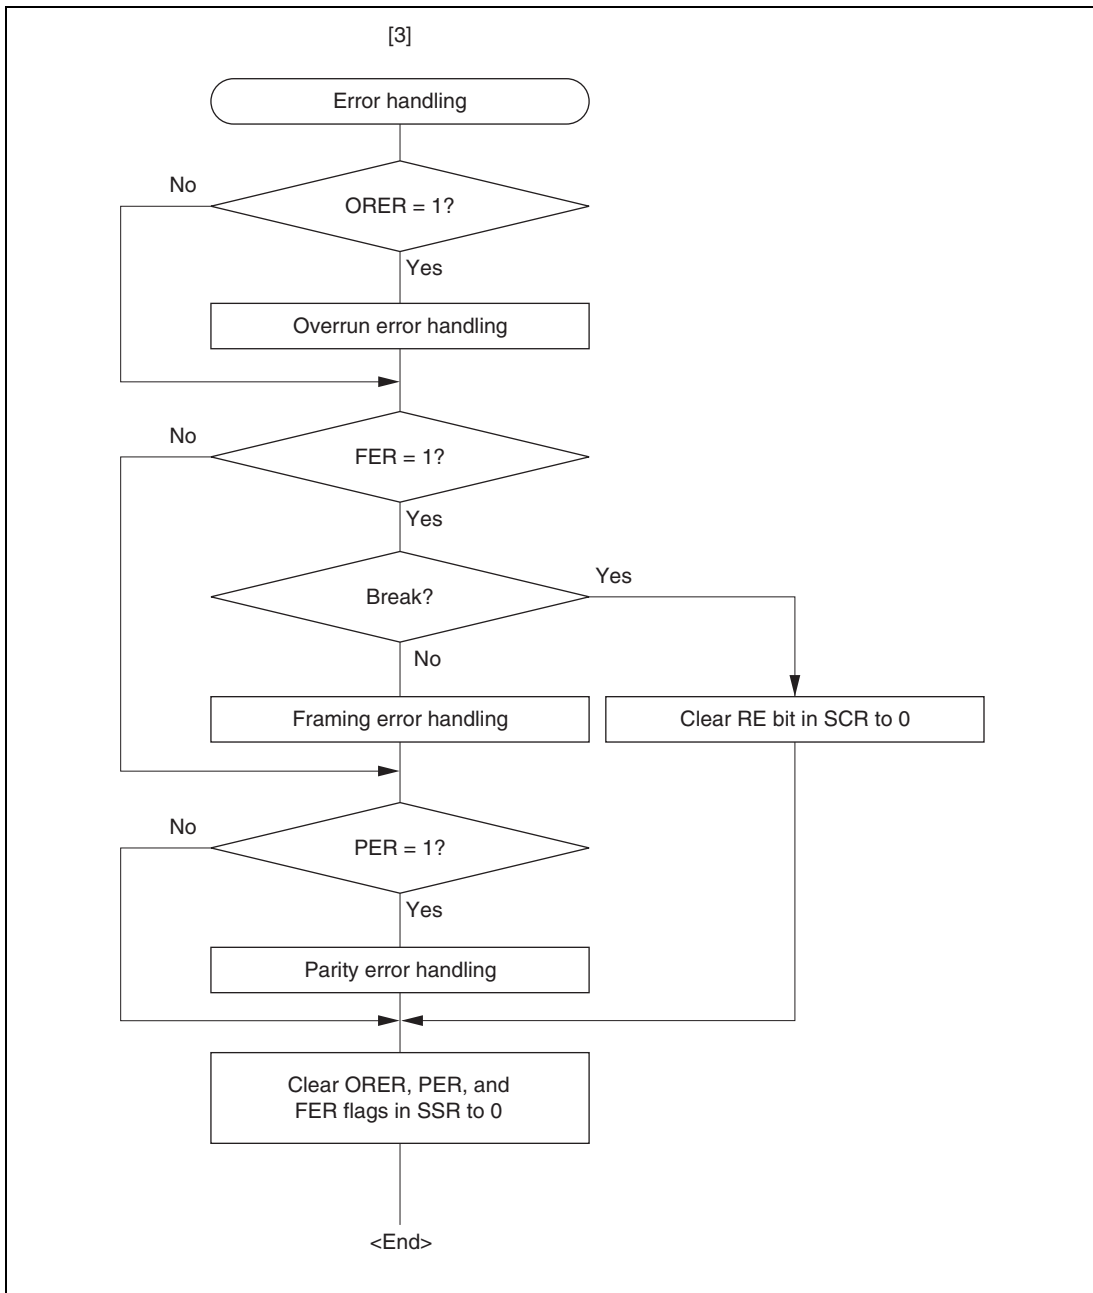 [3]
Error handling
No
ORER = 1?
Yes
Overrun error handling
No
FER = 1?
Yes
Break?
Yes
No
Framing error handling
Clear RE bit in SCR to 0
No
PER = 1?
Yes
Parity error handling
Clear ORER, PER, and
FER flags in SSR to 0
<End>